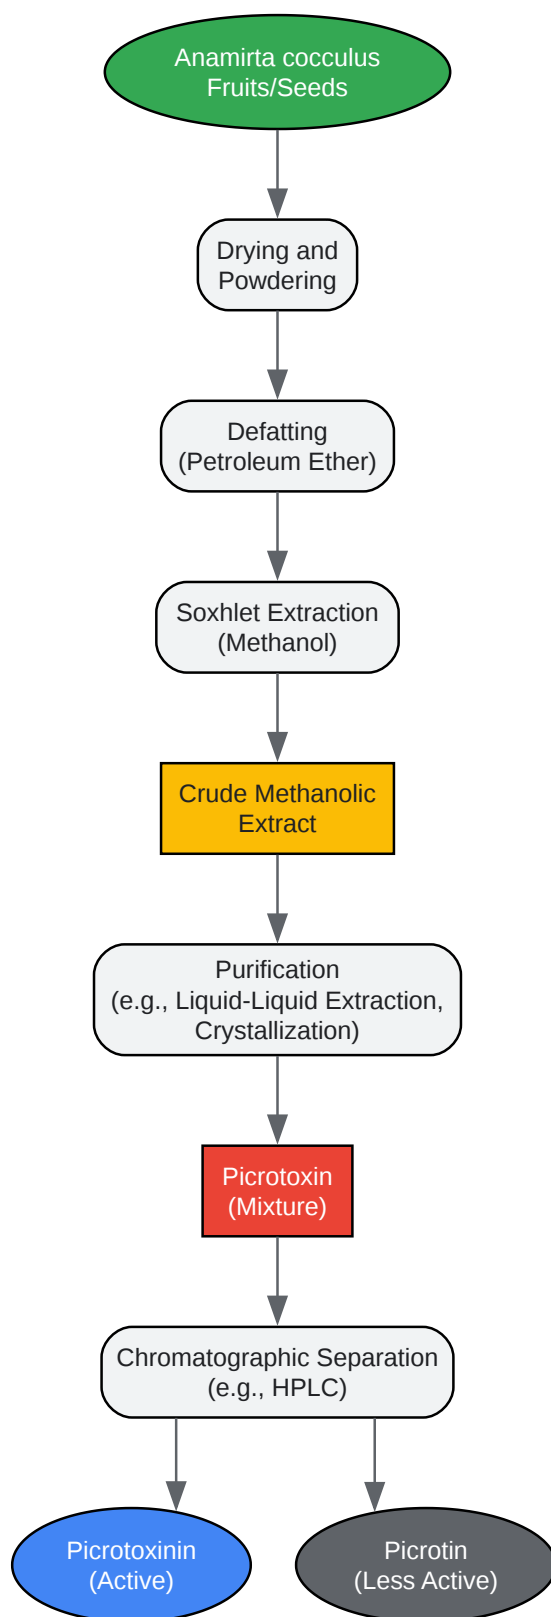 Anamirta cocculus
Fruits/Seeds
Drying and
Powdering
Defatting
(Petroleum Ether)
Soxhlet Extraction
(Methanol)
Crude Methanolic
Extract
Purification
(e.g., Liquid-Liquid Extraction,
Crystallization)
Picrotoxin
(Mixture)
Chromatographic Separation
(e.g., HPLC)
Picrotoxinin
(Active)
Picrotin
(Less Active)